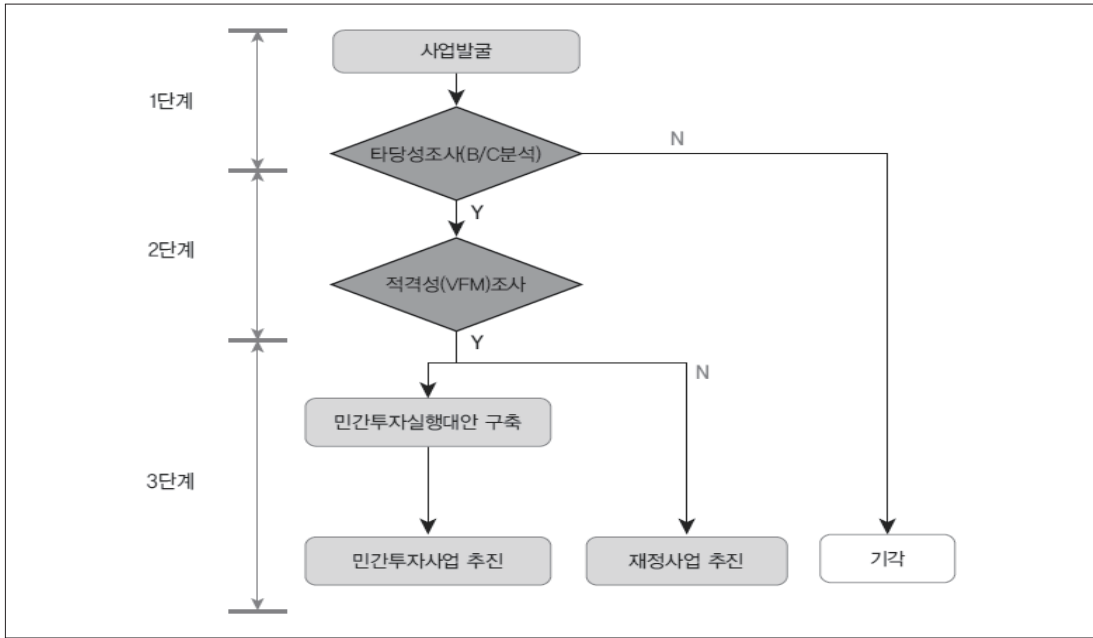 사업발굴
1단계
타당성조사(B/C분석)
N
Y
2단계
적격성(VFM)조사
Y
N
민간투자실행대안 구축
3단계
민간투자사업 추진
재정사업 추진
기각